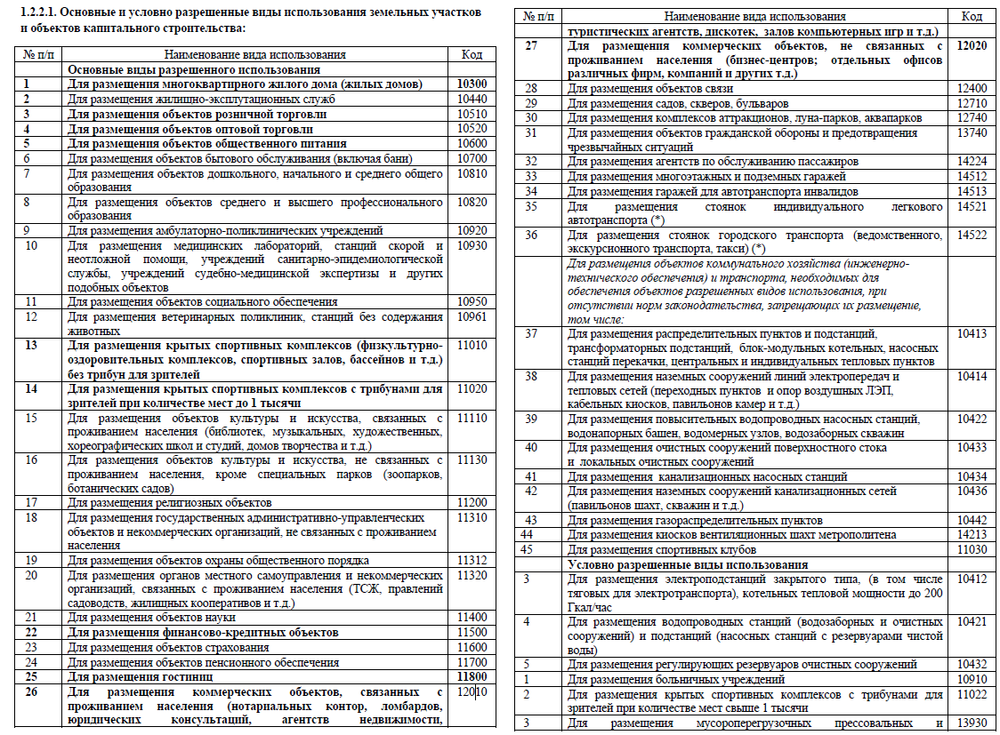 1.2.2.1. Основные и условно разрешенные виды использования земельных участков
и объектов капитального строительства:
№ п/п Наименование вида использования Код
Основные виды разрешенного использования
1 Для размещения многоквартирного жилого дома (жилых домов) 10300
2 Для размещения жилищно-эксплутационных служб 10440
3 Для размещения объектов розничной торговли 10510
4 Для размещения объектов оптовой торговли 10520
5 Для размещения объектов общественного питания 10600
6 Для размещения объектов бытового обслуживания (включая бани) 10700
7 Для размещения объектов дошкольного, начального и среднего общего 10810
образования
8 Для размещения объектов среднего и высшего профессионального 10820
образования
9 Для размещения амбулаторно-поликлинических учреждений 10920
10 Для размещения медицинских лабораторий, станций скорой и 10930
неотложной помощи, учреждений санитарно-эпидемиологической
службы, учреждений судебно-медицинской экспертизы и других
подобных объектов
11 Для размещения объектов социального обеспечения 10950
12 Для размещения ветеринарных поликлиник, станций без содержания 10961
животных
13 Для размещения крытых спортивных комплексов (физкультурно- 11010
оздоровительных комплексов, спортивных залов, бассейнов и т.д.)
без трибун для зрителей
14 Для размещения крытых спортивных комплексов с трибунами для 11020
зрителей при количестве мест до 1 тысячи
15 Для размещения объектов культуры и искусства, связанных с 11110
проживанием населения (библиотек, музыкальных, художественных,
хореографических школ и студий, домов творчества и т.д.)
16 Для размещения объектов культуры и искусства, не связанных с 11130
проживанием населения, кроме специальных парков (зоопарков,
ботанических садов)
17 Для размещения религиозных объектов 11200
18 Для размещения государственных административно-управленческих 11310
объектов и некоммерческих организаций, не связанных с проживанием
населения
19 Для размещения объектов охраны общественного порядка 11312
20 Для размещения органов местного самоуправления и некоммерческих 11320
организаций, связанных с проживанием населения (ТСЖ, правлений
садоводств, жилищных кооперативов и т.д.)
21 Для размещения объектов науки 11400
22 Для размещения финансово-кредитных объектов 11500
23 Для размещения объектов страхования 11600
24 Для размещения объектов пенсионного обеспечения 11700
25 Для размещения гостиниц 11800
26 Для размещения коммерческих объектов, связанных с 12010
проживанием населения (нотариальных контор, ломбардов,
юридических консультаций, агентств недвижимости,
№ п/п Наименование вида использования Код
туристических агентств, дискотек, залов компьютерных игр и т.д.)
27 Для размещения коммерческих объектов, не связанных с 12020
проживанием населения (бизнес-центров; отдельных офисов
различных фирм, компаний и других т.д.)
28 Для размещения объектов связи 12400
29 Для размещения садов, скверов, бульваров 12710
30 Для размещения комплексов аттракционов, луна-парков, аквапарков 12740
31 Для размещения объектов гражданской обороны и предотвращения 13740
чрезвычайных ситуаций
32 Для размещения агентств по обслуживанию пассажиров 14224
33 Для размещения многоэтажных и подземных гаражей 14512
34 Для размещения гаражей для автотранспорта инвалидов 14513
35 Для размещения стоянок индивидуального легкового 14521
автотранспорта (*)
36 Для размещения стоянок городского транспорта (ведомственного, 14522
экскурсионного транспорта, такси) (*)
Для размещения объектов коммунального хозяйства (инженерно-
технического обеспечения) и транспорта, необходимых для
обеспечения объектов разрешенных видов использования, при
отсутствии норм законодательства, запрещающих их размещение,
том числе:
37 Для размещения распределительных пунктов и подстанций, 10413
трансформаторных подстанций, блок-модульных котельных, насосных
станций перекачки, центральных и индивидуальных тепловых пунктов
38 Для размещения наземных сооружений линий электропередач и 10414
тепловых сетей (переходных пунктов и опор воздушных ЛЭП,
кабельных киосков, павильонов камер и т.д.)
39 Для размещения повысительных водопроводных насосных станций, 10422
водонапорных башен, водомерных узлов, водозаборных скважин
40 Для размещения очистных сооружений поверхностного стока 10433
и локальных очистных сооружений
41 Для размещения канализационных насосных станций 10434
42 Для размещения наземных сооружений канализационных сетей 10436
(павильонов шахт, скважин и т.д.)
43 Для размещения газораспределительных пунктов 10442
44 Для размещения киосков вентиляционных шахт метрополитена 14213
45 Для размещения спортивных клубов 11030
Условно разрешенные виды использования
3 Для размещения электроподстанций закрытого типа, (в том числе 10412
тяговых для электротранспорта), котельных тепловой мощности до 200
Гкал/час
4 Для размещения водопроводных станций (водозаборных и очистных 10421
сооружений) и подстанций (насосных станций с резервуарами чистой
воды)
5 Для размещения регулирующих резервуаров очистных сооружений 10432
1 Для размещения больничных учреждений 10910
2 Для размещения крытых спортивных комплексов с трибунами для 11022
зрителей при количестве мест свыше 1 тысячи
3 Для размещения мусороперегрузочных прессовальных и 13930